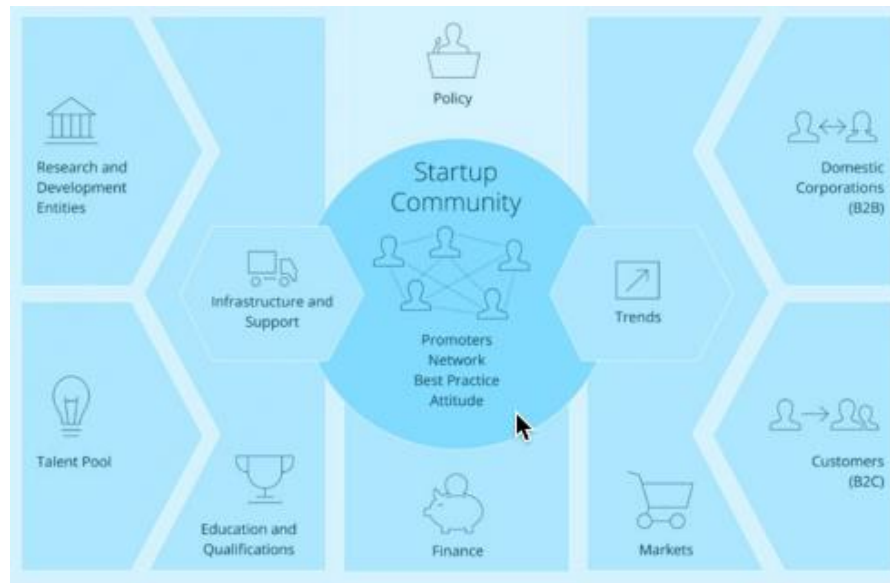 Policy
Research and
Development
Entities
Startup
Community
Domestic
Corporations
(B2B)
Infrastructure and
Support
Trends
Promoters
Network
Best Practice
Attitude
Talent Pool
Customers
(B2C)
Education and
Qualifications
Finance
Markets